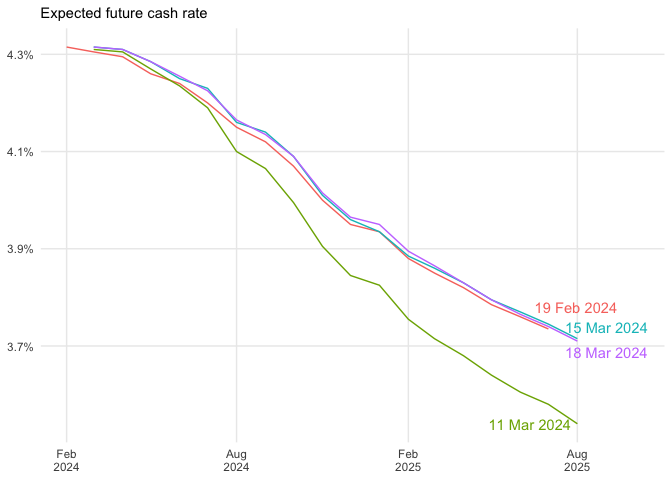 Expected future cash rate
4.3%
4.1%
3.9%
3.7%
19 Feb 2024
15 Mar 2024
18 Mar 2024
11 Mar 2024
Feb
2024
Aug
2024
Feb
2025
Aug
2025